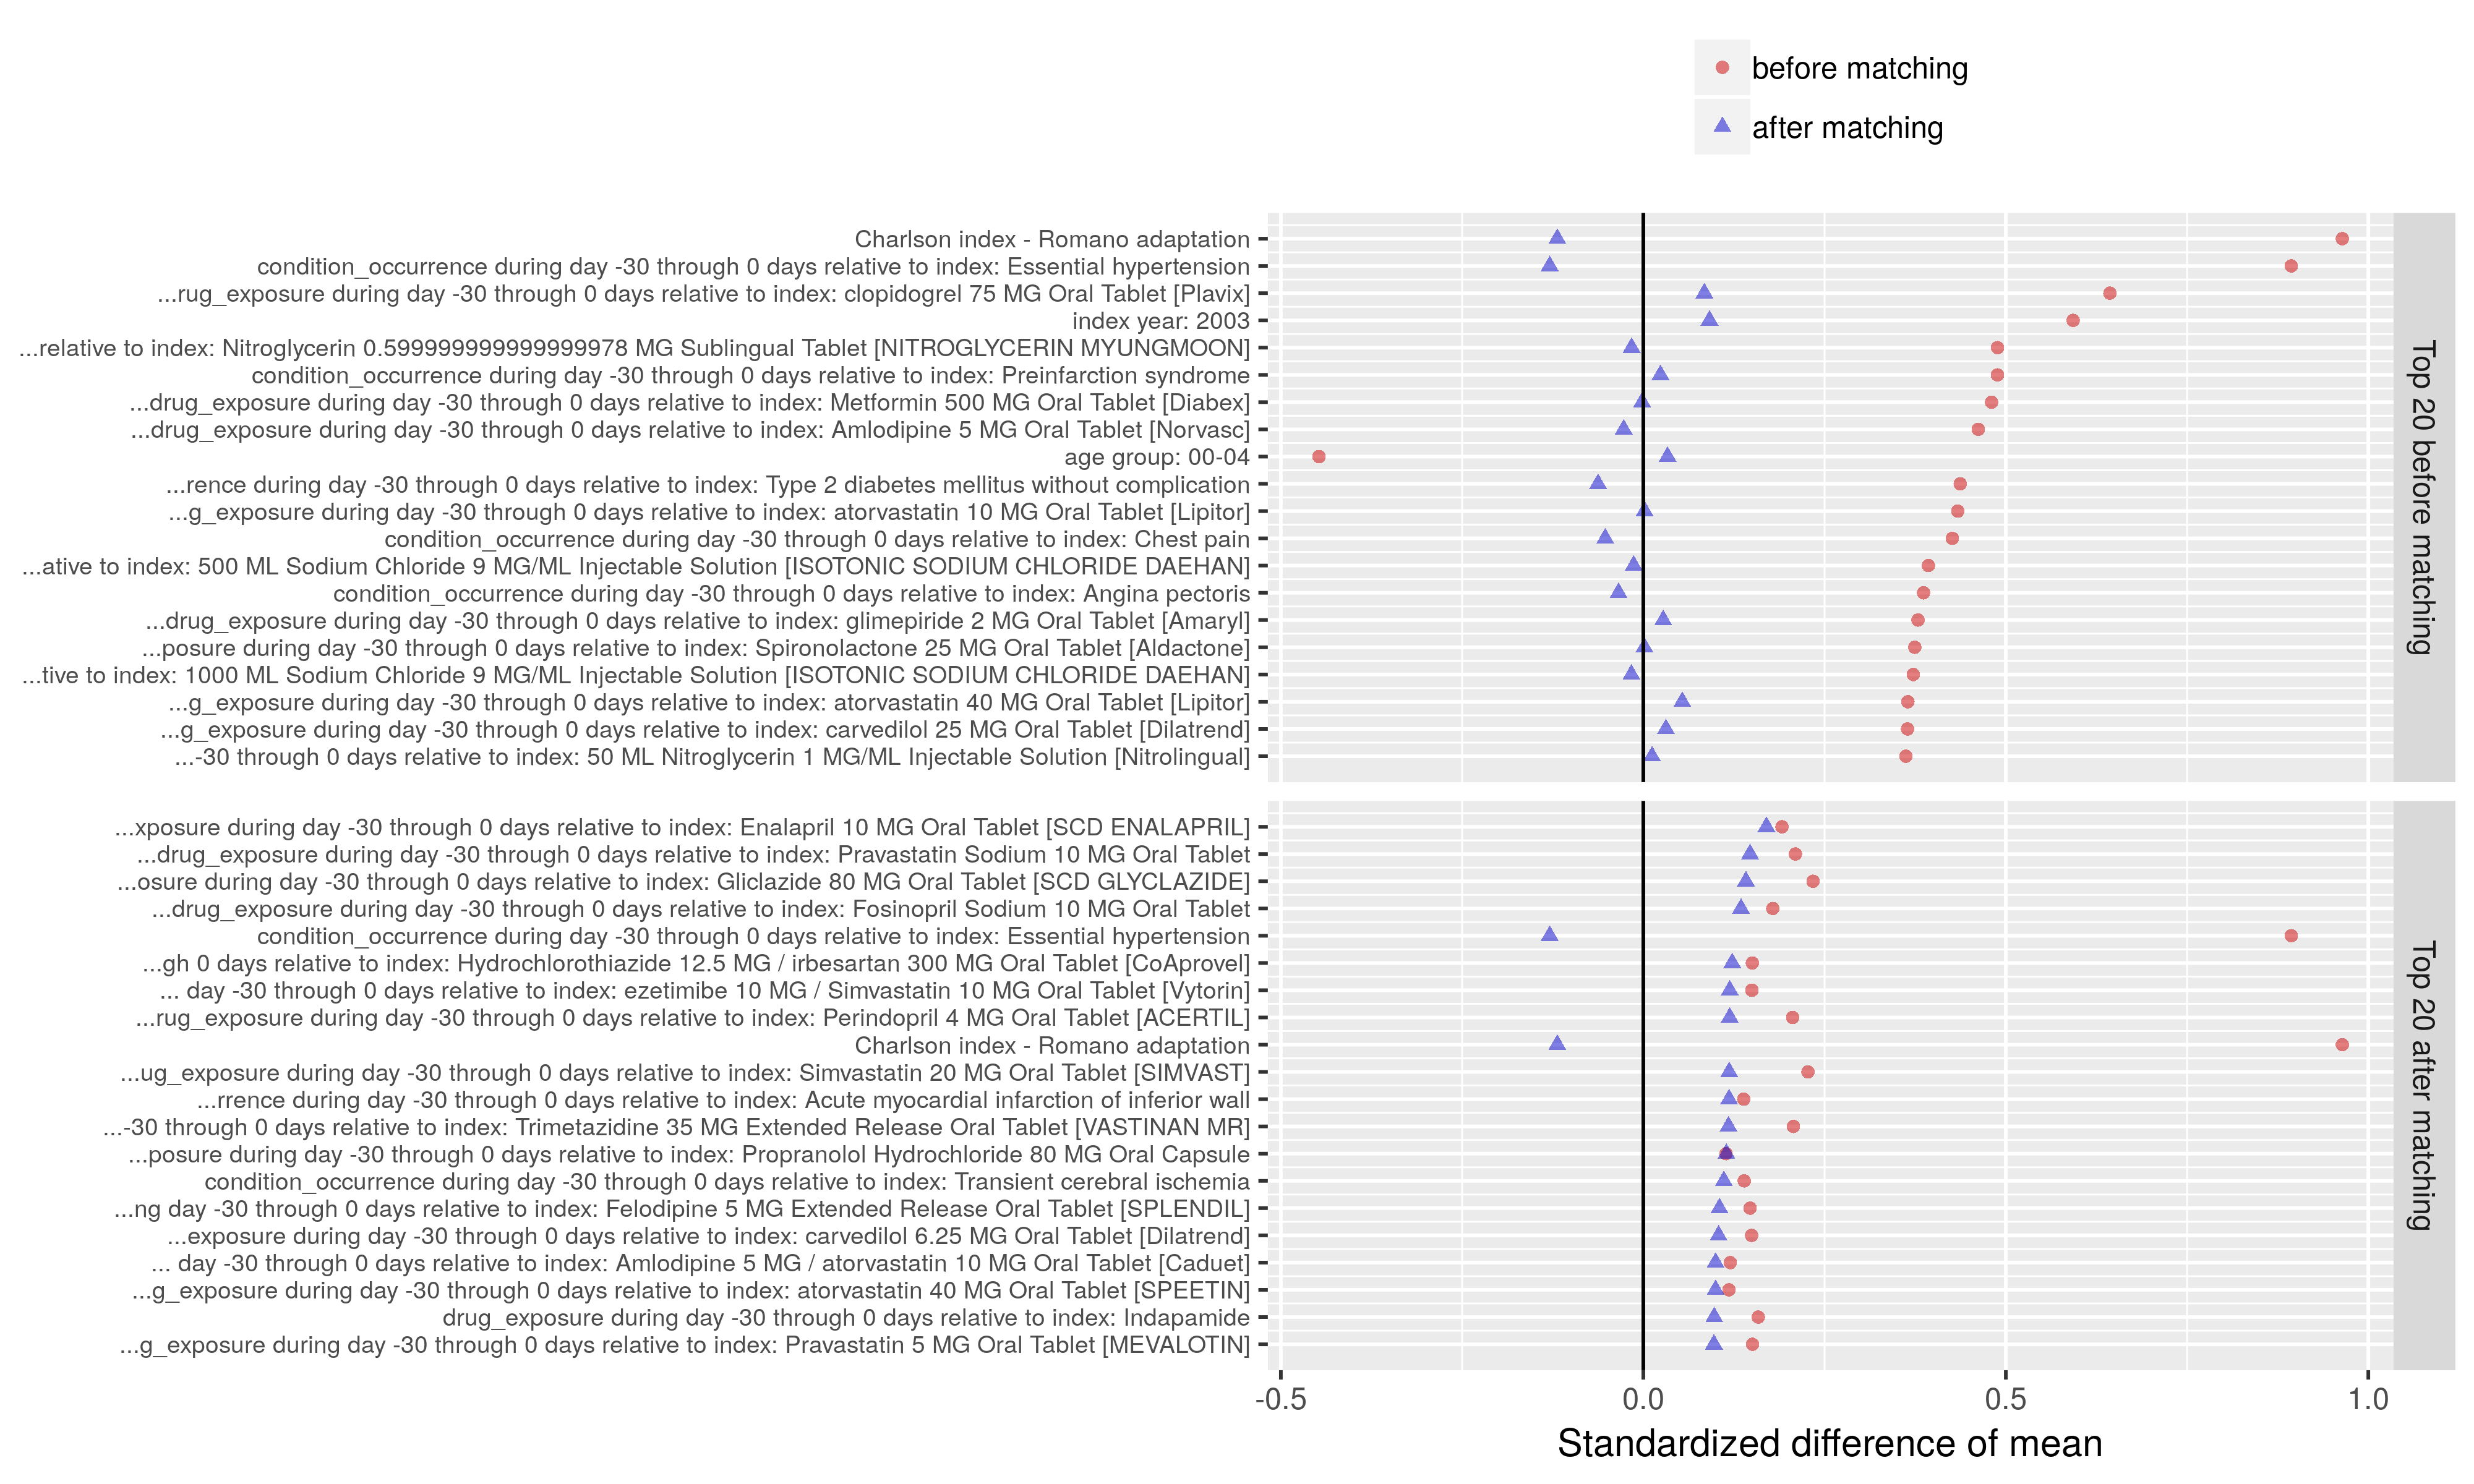 before matching
after matching
Charlson index - Romano adaptation
condition_occurrence during day -30 through 0 days relative to index: Essential hypertension
...rug_exposure during day -30 through 0 days relative to index: clopidogrel 75 MG Oral Tablet [Plavix]
index year: 2003
...relative to index: Nitroglycerin 0.599999999999999978 MG Sublingual Tablet [NITROGLYCERIN MYUNGMOON]
condition_occurrence during day -30 through 0 days relative to index: Preinfarction syndrome
...drug_exposure during day -30 through 0 days relative to index: Metformin 500 MG Oral Tablet [Diabex]
...drug_exposure during day -30 through 0 days relative to index: Amlodipine 5 MG Oral Tablet [Norvasc]
age group: 00-04
...rence during day -30 through 0 days relative to index: Type 2 diabetes mellitus without complication
...g_exposure during day -30 through 0 days relative to index: atorvastatin 10 MG Oral Tablet [Lipitor]
condition_occurrence during day -30 through 0 days relative to index: Chest pain
...ative to index: 500 ML Sodium Chloride 9 MG/ML Injectable Solution [ISOTONIC SODIUM CHLORIDE DAEHAN]
condition_occurrence during day -30 through 0 days relative to index: Angina pectoris
...drug_exposure during day -30 through 0 days relative to index: glimepiride 2 MG Oral Tablet [Amaryl]
...posure during day -30 through 0 days relative to index: Spironolactone 25 MG Oral Tablet [Aldactone]
...tive to index: 1000 ML Sodium Chloride 9 MG/ML Injectable Solution [ISOTONIC SODIUM CHLORIDE DAEHAN]
...g_exposure during day -30 through 0 days relative to index: atorvastatin 40 MG Oral Tablet [Lipitor]
...g_exposure during day -30 through 0 days relative to index: carvedilol 25 MG Oral Tablet [Dilatrend]
...-30 through 0 days relative to index: 50 ML Nitroglycerin 1 MG/ML Injectable Solution [Nitrolingual]
Top 20 before matching
...xposure during day -30 through 0 days relative to index: Enalapril 10 MG Oral Tablet [SCD ENALAPRIL]
...drug_exposure during day -30 through 0 days relative to index: Pravastatin Sodium 10 MG Oral Tablet
...osure during day -30 through 0 days relative to index: Gliclazide 80 MG Oral Tablet [SCD GLYCLAZIDE]
...drug_exposure during day -30 through 0 days relative to index: Fosinopril Sodium 10 MG Oral Tablet
condition_occurrence during day -30 through 0 days relative to index: Essential hypertension
...gh 0 days relative to index: Hydrochlorothiazide 12.5 MG / irbesartan 300 MG Oral Tablet [CoAprovel]
... day -30 through 0 days relative to index: ezetimibe 10 MG / Simvastatin 10 MG Oral Tablet [Vytorin]
...rug_exposure during day -30 through 0 days relative to index: Perindopril 4 MG Oral Tablet [ACERTIL]
Charlson index - Romano adaptation
...ug_exposure during day -30 through 0 days relative to index: Simvastatin 20 MG Oral Tablet [SIMVAST]
...rrence during day -30 through 0 days relative to index: Acute myocardial infarction of inferior wall
...-30 through 0 days relative to index: Trimetazidine 35 MG Extended Release Oral Tablet [VASTINAN MR]
...posure during day -30 through 0 days relative to index: Propranolol Hydrochloride 80 MG Oral Capsule
condition_occurrence during day -30 through 0 days relative to index: Transient cerebral ischemia
...ng day -30 through 0 days relative to index: Felodipine 5 MG Extended Release Oral Tablet [SPLENDIL]
...exposure during day -30 through 0 days relative to index: carvedilol 6.25 MG Oral Tablet [Dilatrend]
... day -30 through 0 days relative to index: Amlodipine 5 MG / atorvastatin 10 MG Oral Tablet [Caduet]
...g_exposure during day -30 through 0 days relative to index: atorvastatin 40 MG Oral Tablet [SPEETIN]
drug_exposure during day -30 through 0 days relative to index: Indapamide
...g_exposure during day -30 through 0 days relative to index: Pravastatin 5 MG Oral Tablet [MEVALOTIN]
Top 20 after matching
-0.5 0.0 0.5 1.0
Standardized difference of mean